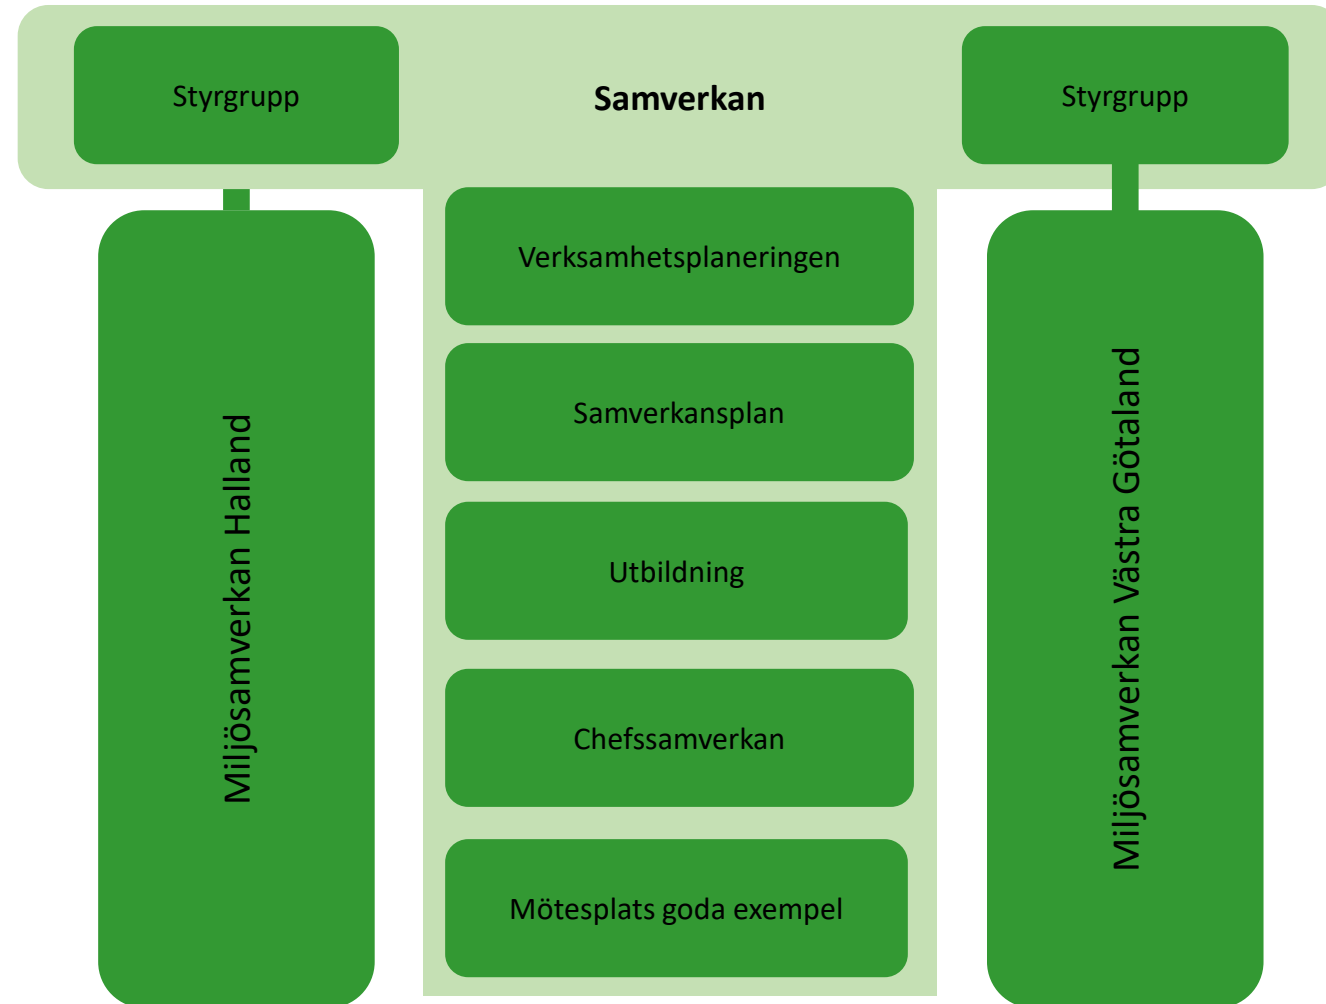 Styrgrupp
Samverkan
Styrgrupp
Verksamhetsplaneringen
Samverkansplan
Utbildning
Chefssamverkan
Mötesplats goda exempel
Miljösamverkan Halland
Miljösamverkan Västra Götaland